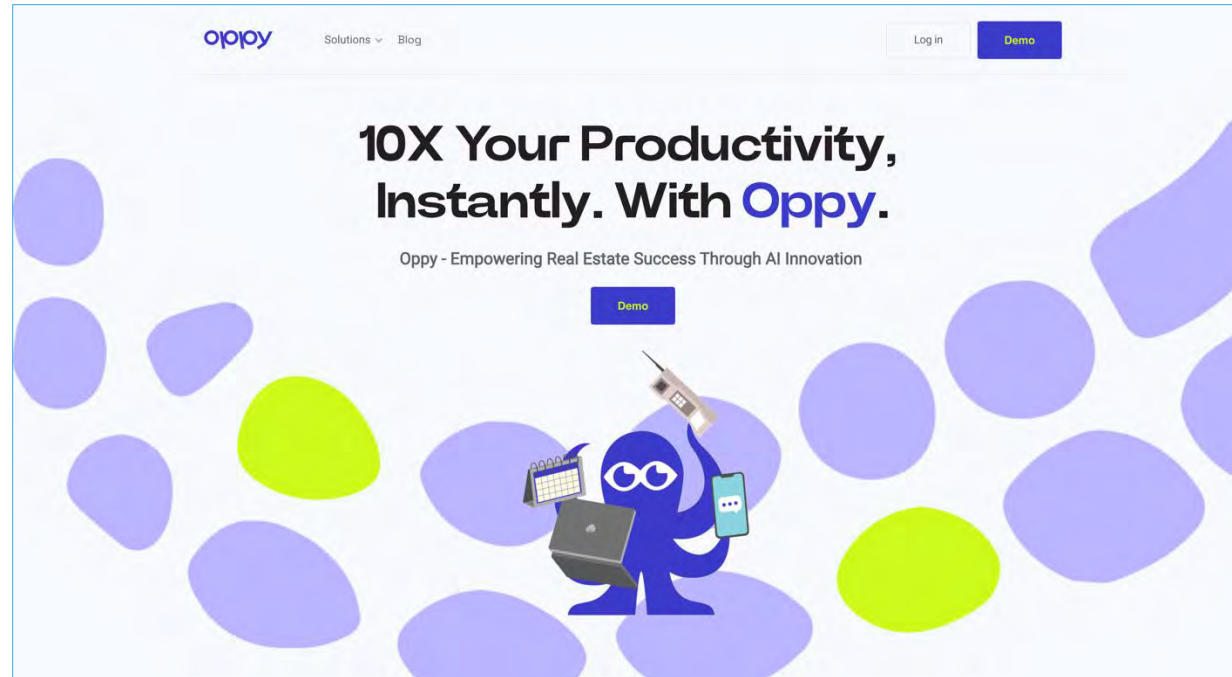 oppy
Solutions
Blog
Log in
Demo
10X Your Productivity,
Instantly. With Oppy.
Oppy - Empowering Real Estate Success Through AI Innovation
Demo